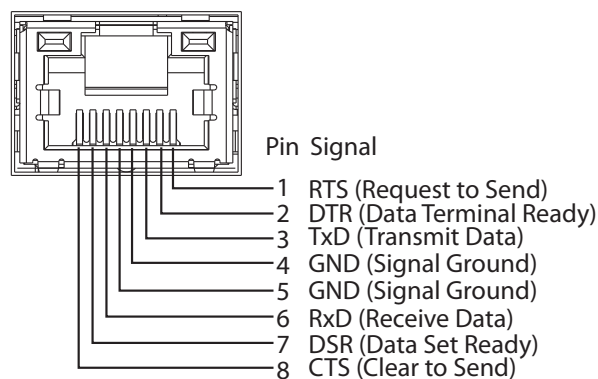 Pin Signal
1 RTS (Request to Send)
2 DTR (Data Terminal Ready)
3 TxD (Transmit Data)
4 GND (Signal Ground)
5 GND (Signal Ground)
6 RxD (Receive Data)
7 DSR (Data Set Ready)
8 CTS (Clear to Send)